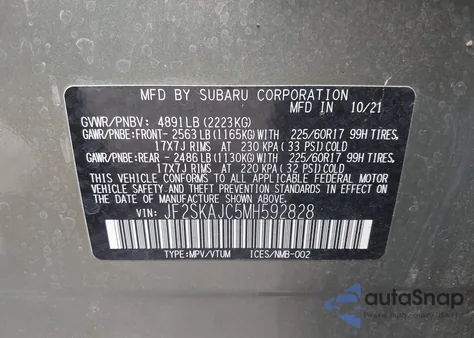 MFD BY SUBARU CORPORATION
10/21
GVWR/PNBV: 4891LB (2223KG)
GAWR/PNBE:FRONT- 2563LB(1165KG)WITH 225/60R17 99H TIRES.
17X7J RIMS AT 230 KPA ( 33 PSI)COLD
GAWR/PNBE:REAR - 2486LB(1130KG)WITH 225/60R17 99H TIRES.
17X7J RIMS AT 220 KPA ( 32 PSI)COLD
THIS VEHICLE CONFORMS TO ALL APPLICABLE FEDERAL MOTOR
VEHICLE SAFETY AND BUMPER STANDARDS IN EFFECT ON THE
DATE OF MANUFACTURE SHOWN ABOVE.
VIN: JF2SKAJC5MH592828
TYPE:MPV/VTUM ICES/NMB-002
autoSnap